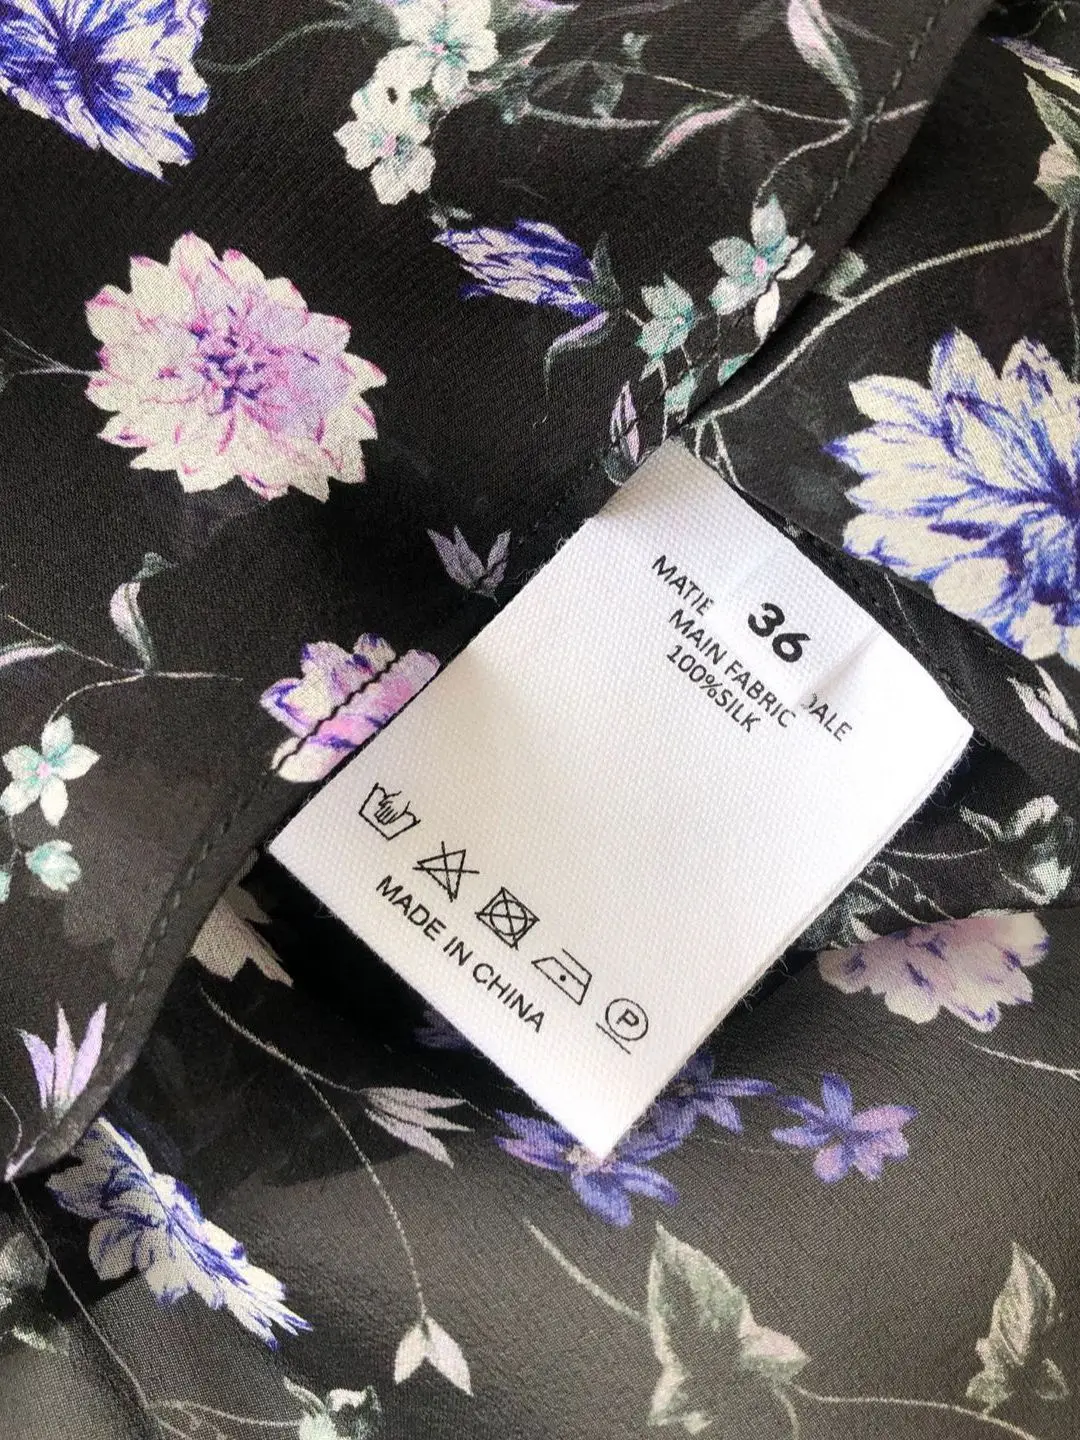 36
MAIN FABRIC
100%SILK
MADE IN CHINA
P